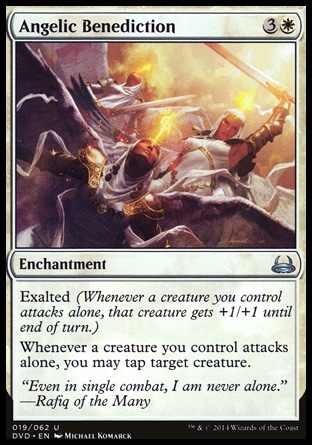 Angelic Benediction 3
Enchantment
Exalted (Whenever a creature you control
attacks alone, that creature gets +1/+1 until
end of turn.)
Whenever a creature you control attacks
alone, you may tap target creature.
“Even in single combat, I am never alone.”
—Rafiq of the Many
019/062 U
DVD • EN Michael Komarck
™ & © 2014 Wizards of the Coast